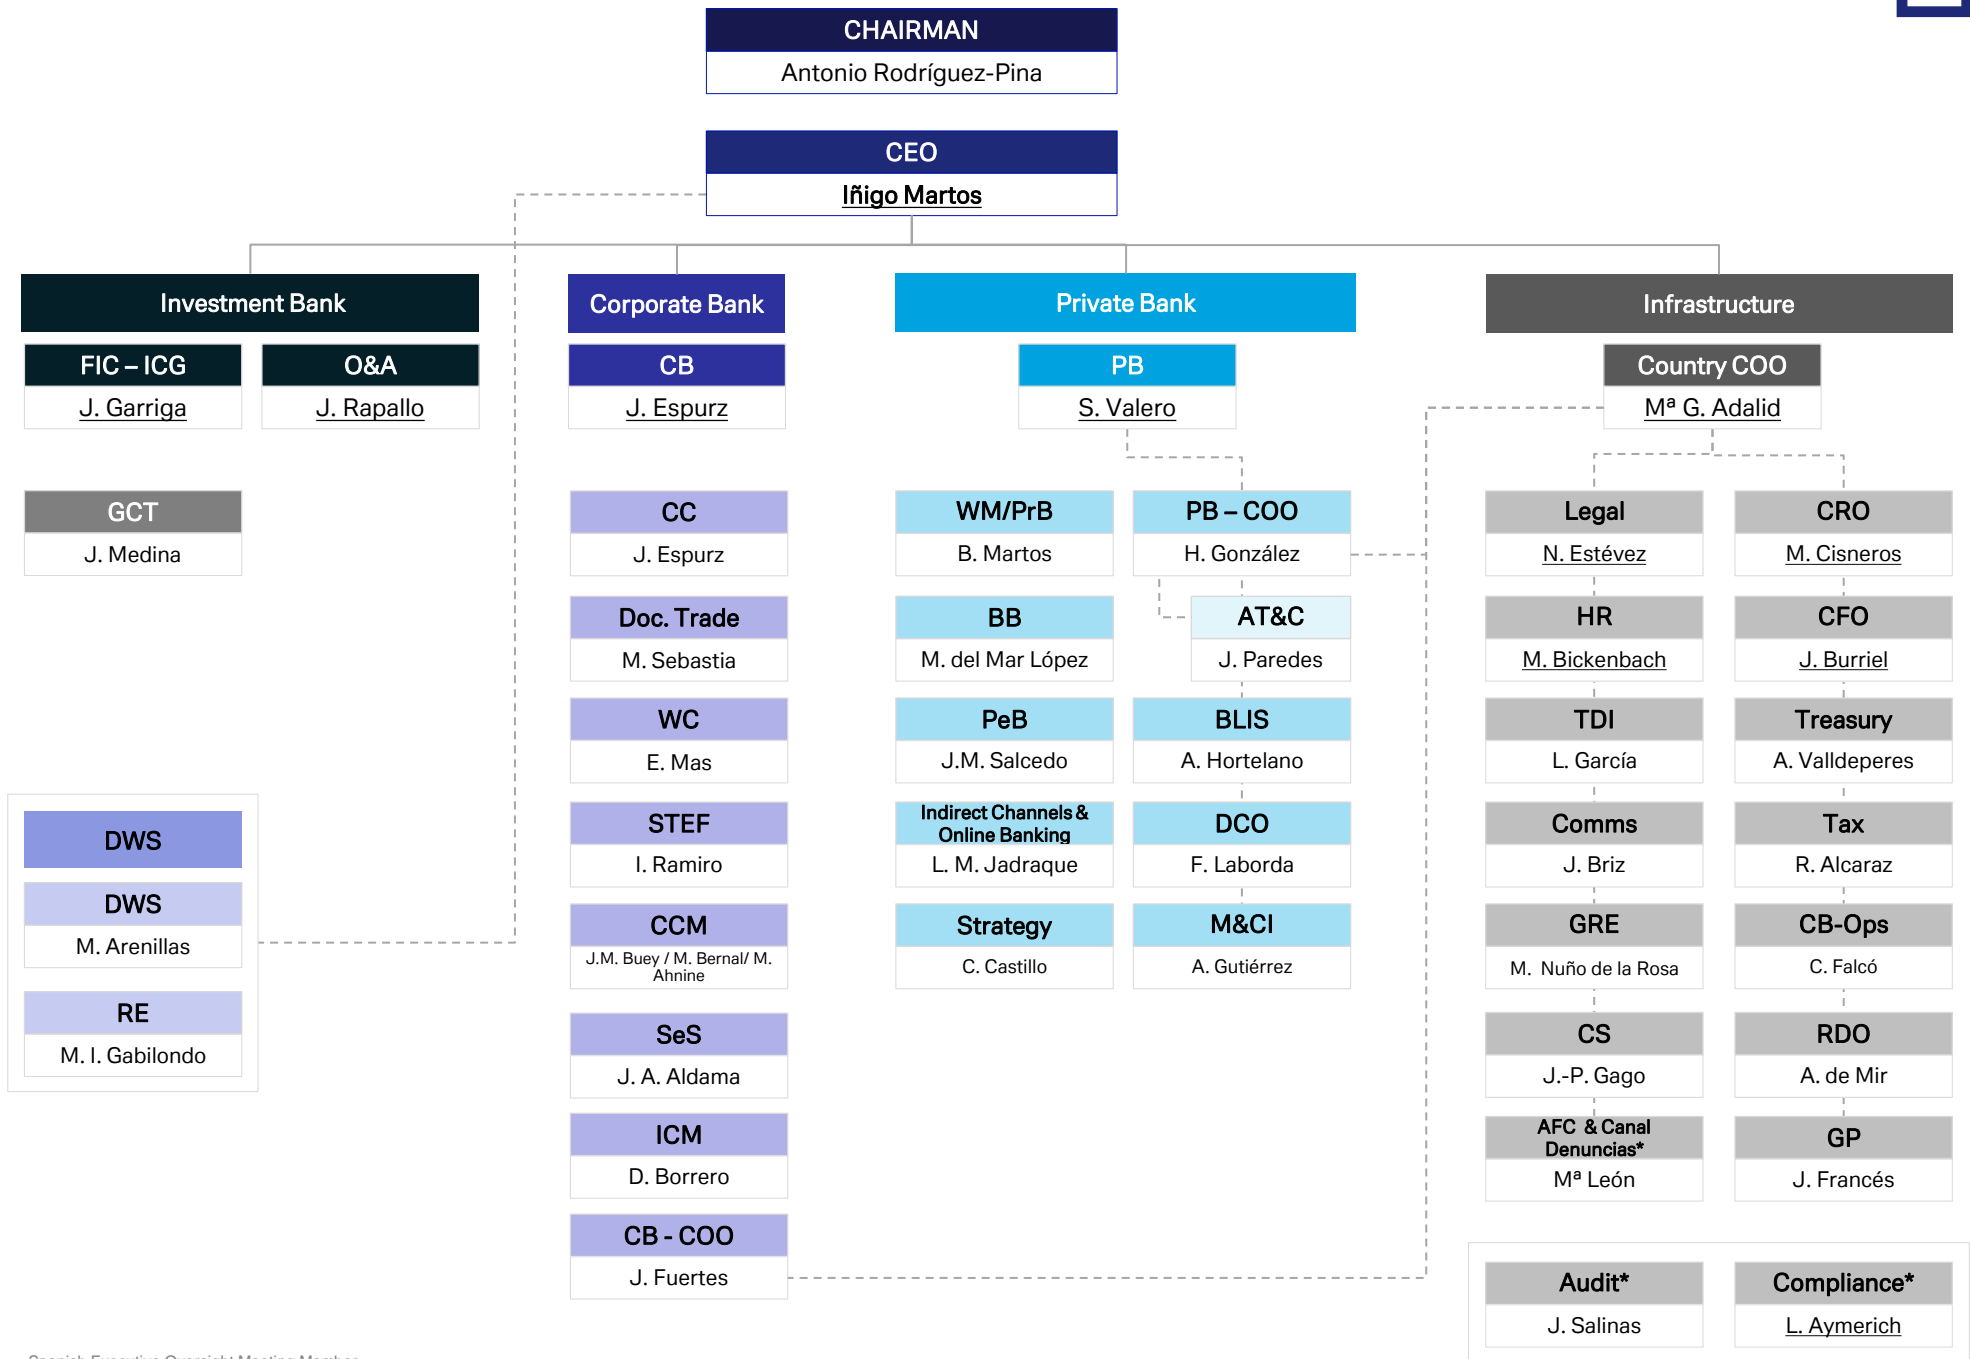 CHAIRMAN
Antonio Rodríguez-Pina
CEO
Iñigo Martos
Investment Bank
Corporate Bank
Private Bank
Infrastructure
FIC – ICG
J. Garriga
O&A
J. Rapallo
CB
J. Espurz
PB
S. Valero
Country COO
Mª G. Adalid
GCT
J. Medina
DWS
DWS
M. Arenillas
RE
M. I. Gabilondo
CC
J. Espurz
Doc. Trade
M. Sebastia
WC
E. Mas
STEF
I. Ramiro
CCM
J.M. Buey / M. Bernal/ M.
Ahnine
SeS
J. A. Aldama
ICM
D. Borrero
CB - COO
J. Fuertes
WM/PrB
B. Martos
BB
M. del Mar López
PeB
J.M. Salcedo
Indirect Channels &
Online Banking
L. M. Jadraque
Strategy
C. Castillo
PB – COO
H. González
AT&C
J. Paredes
BLIS
A. Hortelano
DCO
F. Laborda
M&CI
A. Gutiérrez
Legal
N. Estévez
HR
M. Bickenbach
TDI
L. García
Comms
J. Briz
GRE
M. Nuño de la Rosa
CS
J.-P. Gago
AFC & Canal
Denuncias*
Mª León
CRO
M. Cisneros
CFO
J. Burriel
Treasury
A. Valldeperes
Tax
R. Alcaraz
CB-Ops
C. Falcó
RDO
A. de Mir
GP
J. Francés
Audit*
J. Salinas
Compliance*
L. Aymerich
Spanish Executive Oversight Meeting Member